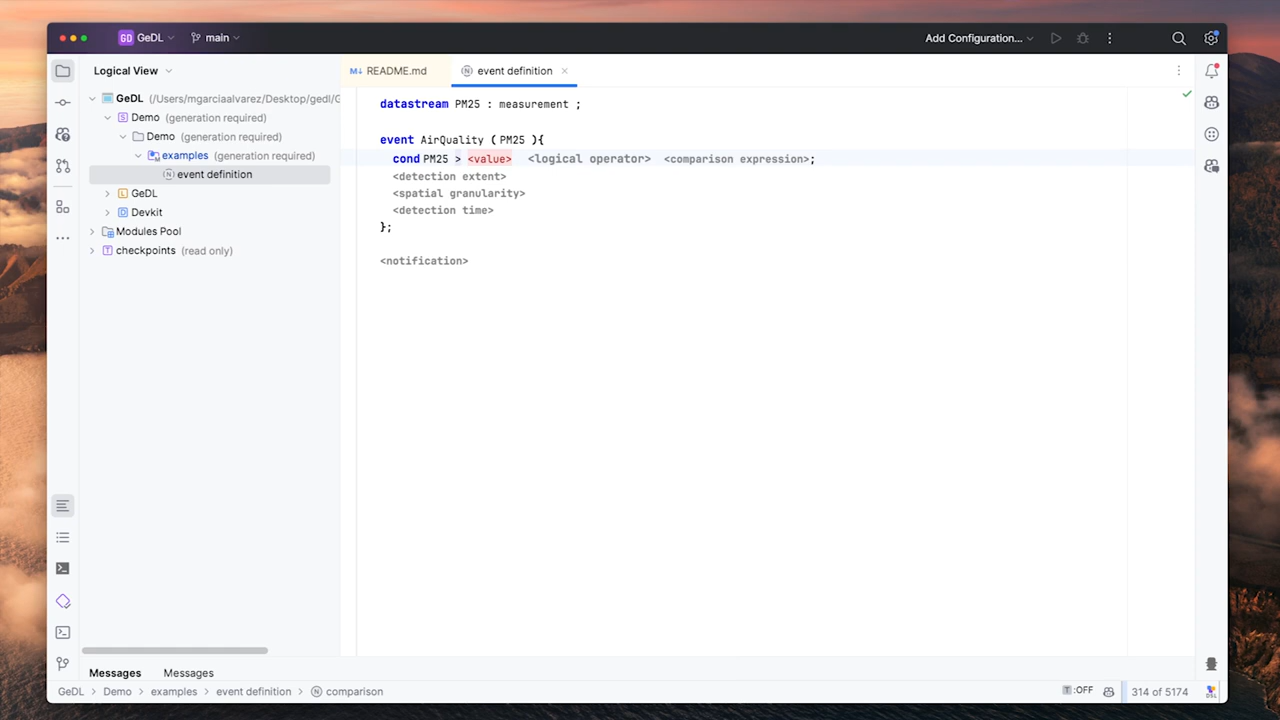 GD GeDL main Add Configuration...
Logical View
README.md
event definition
GeDL (/Users/mgarciaalvarez/Desktop/gedl/G
Demo (generation required)
Demo (generation required)
examples (generation required)
event definition
GeDL
Devkit
Modules Pool
checkpoints (read only)
datastream PM25 : measurement ;
event AirQuality ( PM25 ){
cond PM25 > <value> <logical operator> <comparison expression>;
<detection extent>
<spatial granularity>
<detection time>
};
<notification>
Messages Messages
GeDL > Demo > examples > event definition > N comparison
T :OFF 314 of 5174